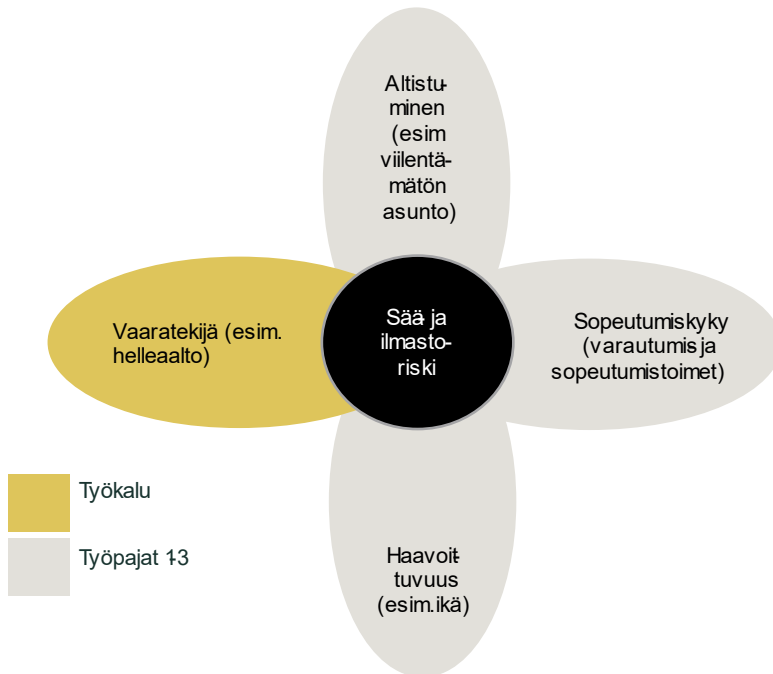 Altistu-
minen
(esim
viilentä-
mätön
asunto)
Vaaratekijä (esim.
helleaalto)
Sää- ja
ilmasto-
riski
Sopeutumiskyky
(varautumis- ja
sopeutumistoimet)
Haavoit-
tuvuus
(esim.ikä)
Työkalu
Työpajat 1-3